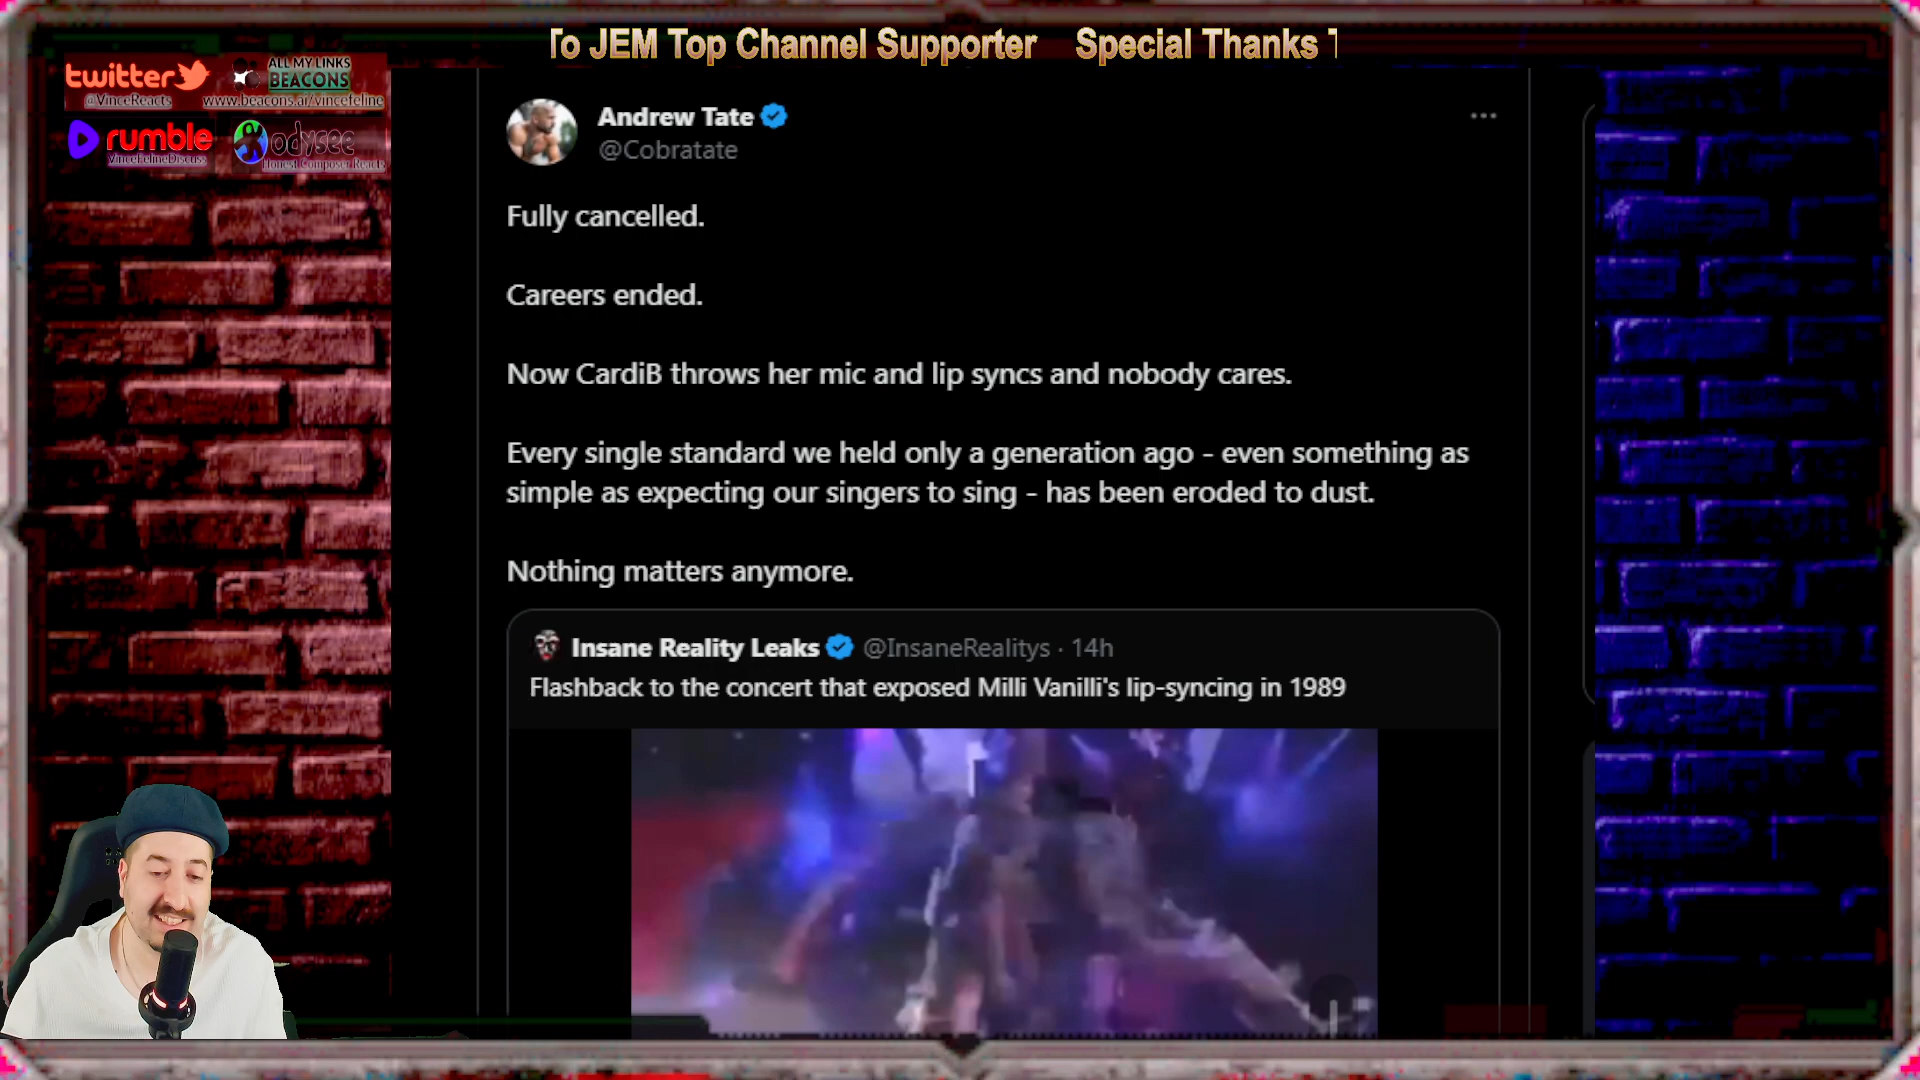 To JEM Top Channel Supporter Special Thanks T
twitter
@VinceReacts
ALL MY LINKS
BEACONS
www.beacons.ai/vincefeline
rumble
VinceFelineDiscuss
odysee
Honest Composer Reacts
Andrew Tate
@Cobratate
Fully cancelled.
Careers ended.
Now CardiB throws her mic and lip syncs and nobody cares.
Every single standard we held only a generation ago - even something as
simple as expecting our singers to sing - has been eroded to dust.
Nothing matters anymore.
Insane Reality Leaks @InsaneRealitys · 14h
Flashback to the concert that exposed Milli Vanilli's lip-syncing in 1989